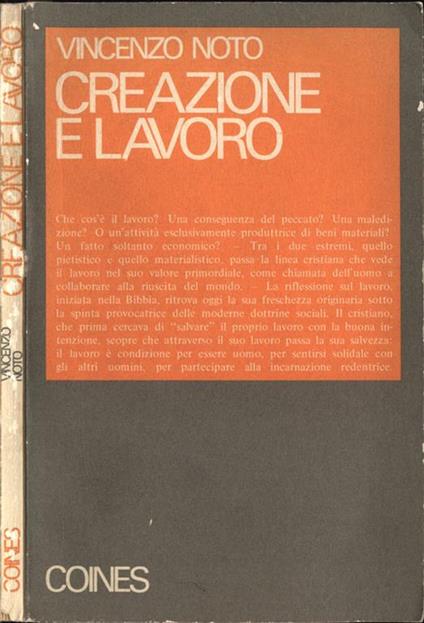 VINCENZO NOTO
CREAZIONE
E LAVORO
Che cos'è il lavoro? Una conseguenza del peccato? Una maledi-
zione? O un'attività esclusivamente produttrice di beni materiali?
Un fatto soltanto economico? – Tra i due estremi, quello
pietistico e quello materialistico, passa la linea cristiana che vede
il lavoro nel suo valore primordiale, come chiamata dell'uomo a
collaborare alla riuscita del mondo. – La riflessione sul lavoro,
iniziata nella Bibbia, ritrova oggi la sua freschezza originaria sotto
la spinta provocatrice delle moderne dottrine sociali. Il cristiano,
che prima cercava di "salvare" il proprio lavoro con la buona in-
tenzione, scopre che attraverso il suo lavoro passa la sua salvezza:
il lavoro è condizione per essere uomo, per sentirsi solidale con
gli altri uomini, per partecipare alla incarnazione redentrice.
COINES
CREAZIONE E LAVORO
VINCENZO
NOTO
COINES